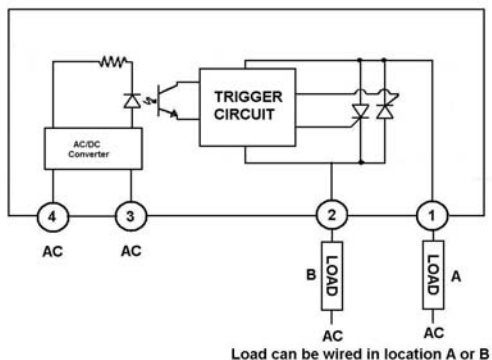 TRIGGER
CIRCUIT
AC/DC
Converter
4
3
2
1
AC
AC
B
LOAD
LOAD
A
AC
AC
Load can be wired in location A or B